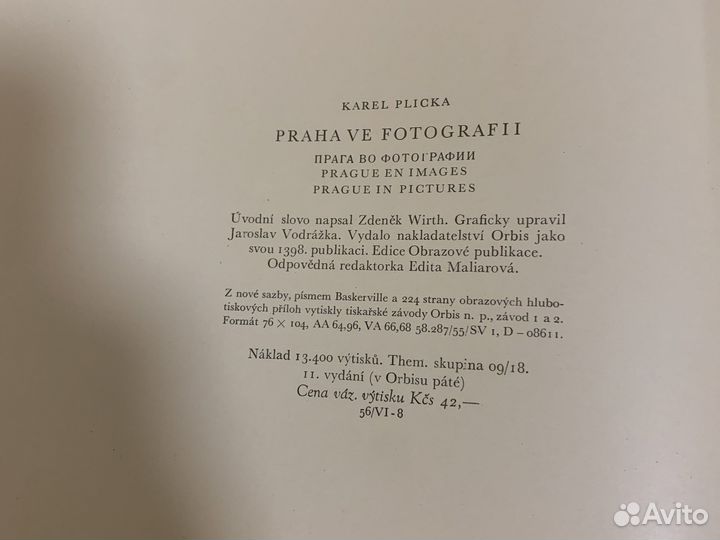 KAREL PLICKA
PRAHA VE FOTOGRAFII
ПРАГА ВО ФОТОГРАФИИ
PRAGUE EN IMAGES
PRAGUE IN PICTURES
Úvodní slovo napsal Zdeněk Wirth. Graficky upravil
Jaroslav Vodrážka. Vydalo nakladatelství Orbis jako
svou 1398. publikaci. Edice Obrazové publikace.
Odpovědná redaktorka Edita Maliarová.
Z nové sazby, písmem Baskerville a 224 strany obrazových hlubo-
tiskových příloh vytiskly tiskařské závody Orbis n. p., závod 1 a 2.
Formát 76 × 104, AA 64,96, VA 66,68 58.287/55/SV 1, D – 08611.
Náklad 13.400 výtisků. Them. skupina 09/18.
11. vydání (v Orbisu páté)
Cena váz. výtisku Kčs 42,—
56/VI-8
Avito